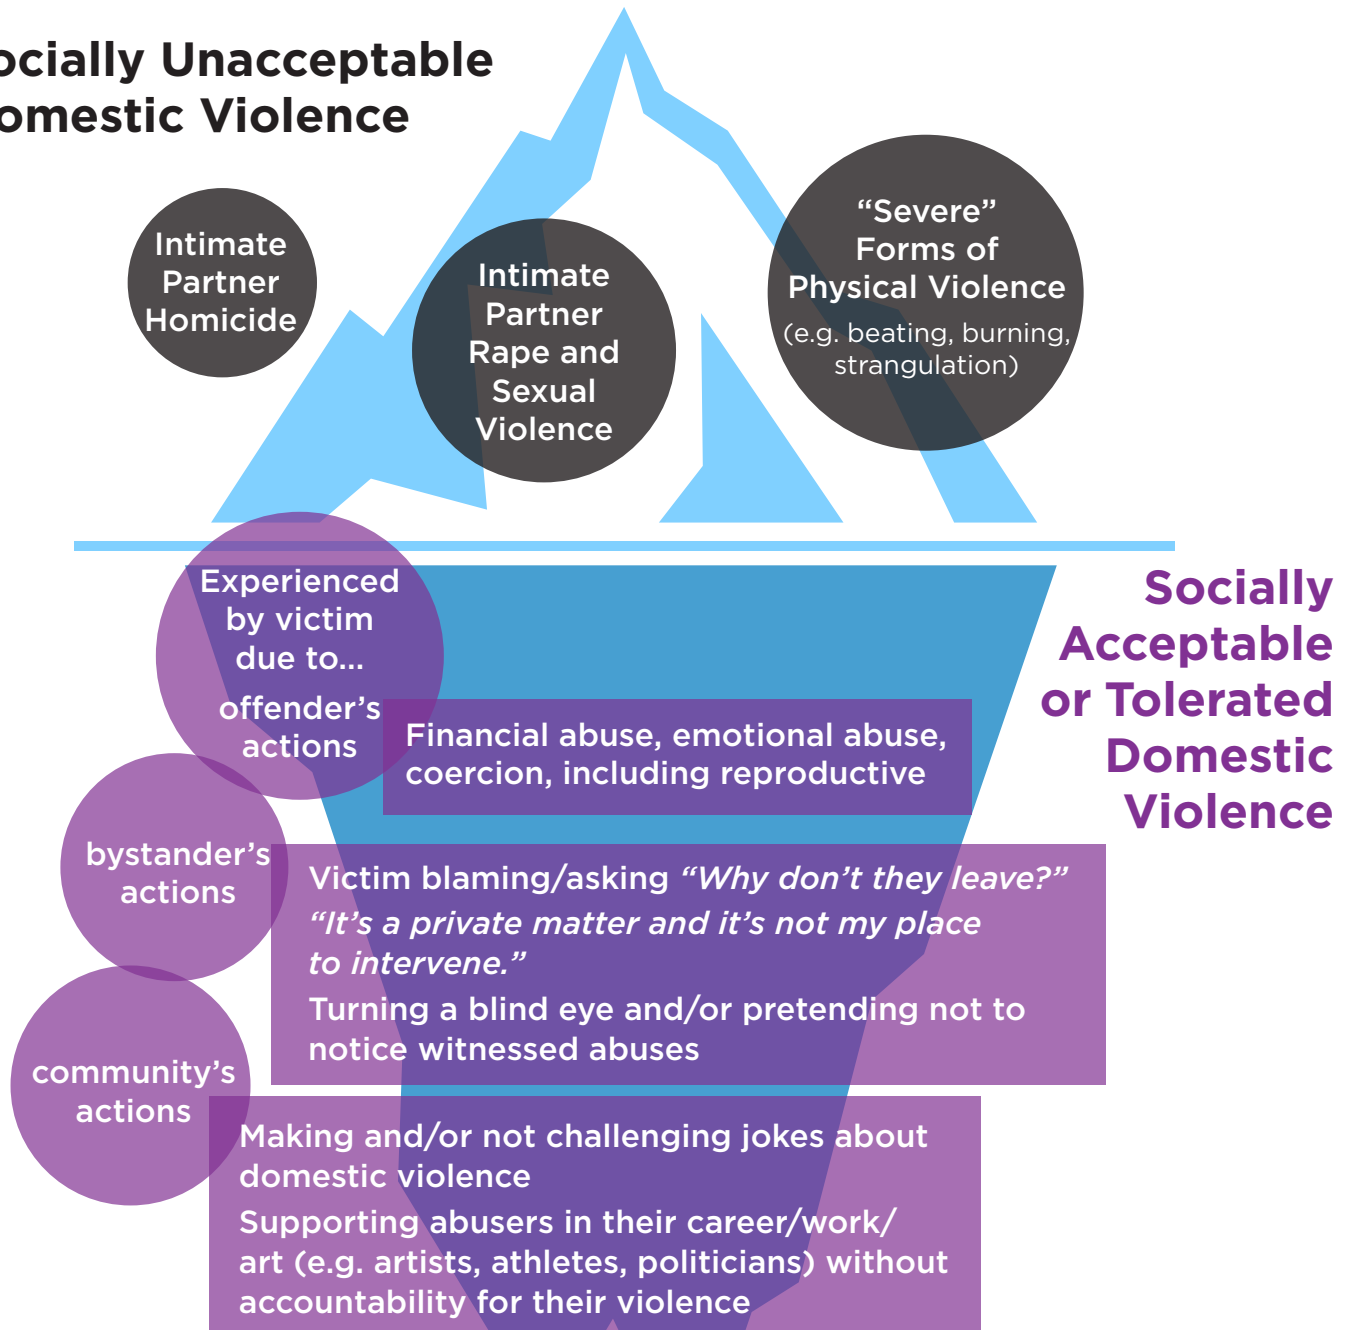 ocially Unacceptable
omestic Violence
Intimate
Partner
Homicide
Intimate
Partner
Rape and
Sexual
Violence
“Severe”
Forms of
Physical Violence
(e.g. beating, burning,
strangulation)
Socially
Acceptable
or Tolerated
Domestic
Violence
Experienced
by victim
due to...
offender’s
actions
Financial abuse, emotional abuse,
coercion, including reproductive
bystander’s
actions
Victim blaming/asking “Why don’t they leave?”
“It’s a private matter and it’s not my place
to intervene.”
Turning a blind eye and/or pretending not to
notice witnessed abuses
community’s
actions
Making and/or not challenging jokes about
domestic violence
Supporting abusers in their career/work/
art (e.g. artists, athletes, politicians) without
accountability for their violence